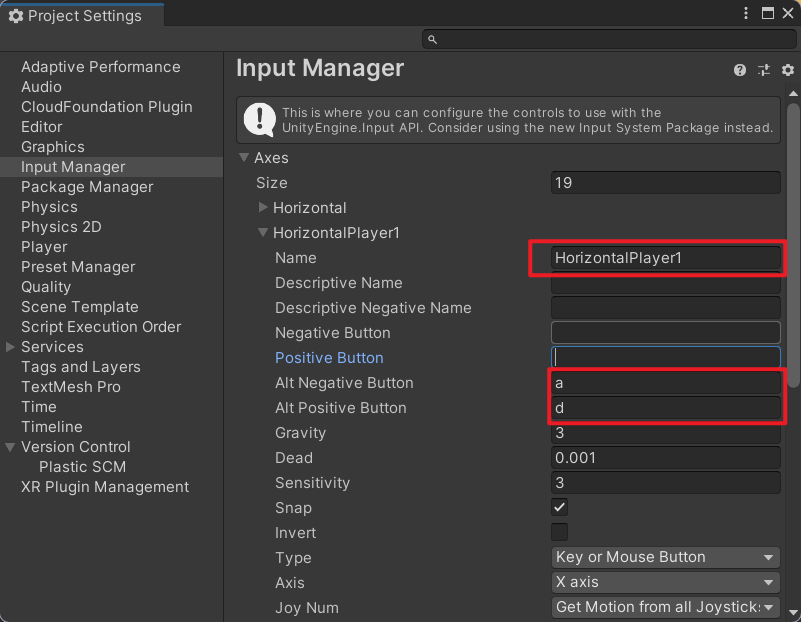 Project Settings
Adaptive Performance
Audio
CloudFoundation Plugin
Editor
Graphics
Input Manager
Package Manager
Physics
Physics 2D
Player
Preset Manager
Quality
Scene Template
Script Execution Order
Services
Tags and Layers
TextMesh Pro
Time
Timeline
Version Control
Plastic SCM
XR Plugin Management
Input Manager
This is where you can configure the controls to use with the
UnityEngine.Input API. Consider using the new Input System Package instead.
Axes
Size 19
Horizontal
HorizontalPlayer1
Name HorizontalPlayer1
Descriptive Name
Descriptive Negative Name
Negative Button
Positive Button
Alt Negative Button a
Alt Positive Button d
Gravity 3
Dead 0.001
Sensitivity 3
Snap
Invert
Type Key or Mouse Button
Axis X axis
Joy Num Get Motion from all Joysticks